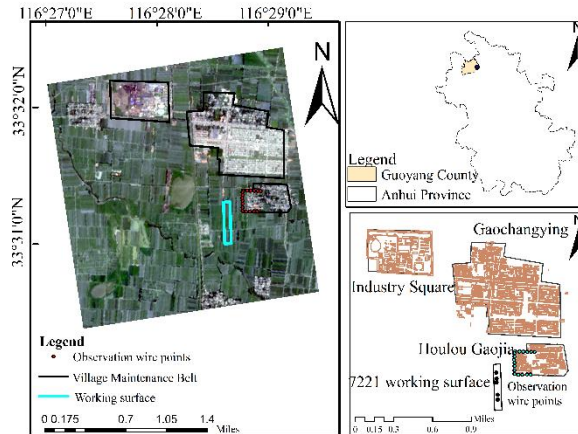 116°27'0"E 116°28'0"E 116°29'0"E
33°32'0"N
33°31'0"N
N
Legend
Observation wire points
Village Maintenance Belt
Working surface
0 0.175 0.35 0.7 1.05 1.4
Miles
N
Legend
Guoyang County
Anhui Province
N
Gaochangying
Industry Square
Houlou Gaojia
7221 working surface
Observation
wire points
Miles
0 0.15 0.3 0.6 0.9